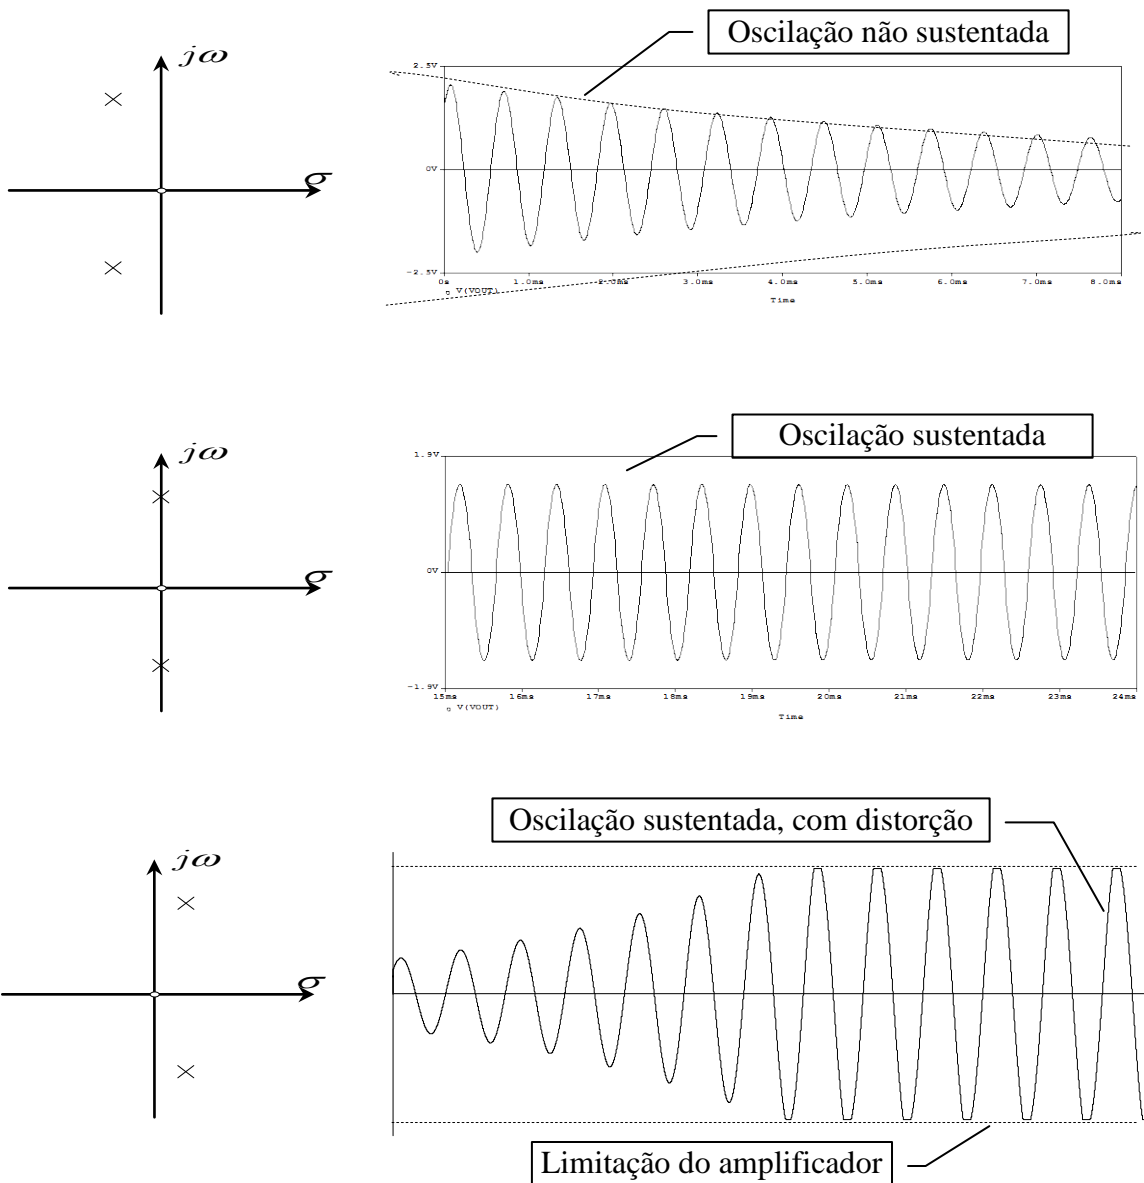 Oscilação não sustentada
jω
σ
2.5V
0V
-2.5V
0s 1.0ms 2.0ms 3.0ms 4.0ms 5.0ms 6.0ms 7.0ms 8.0ms
V(VOUT)
Time
Oscilação sustentada
jω
σ
1.9V
0V
-1.9V
15ms 16ms 17ms 18ms 19ms 20ms 21ms 22ms 23ms 24ms
V(VOUT)
Time
Oscilação sustentada, com distorção
jω
σ
Limitação do amplificador